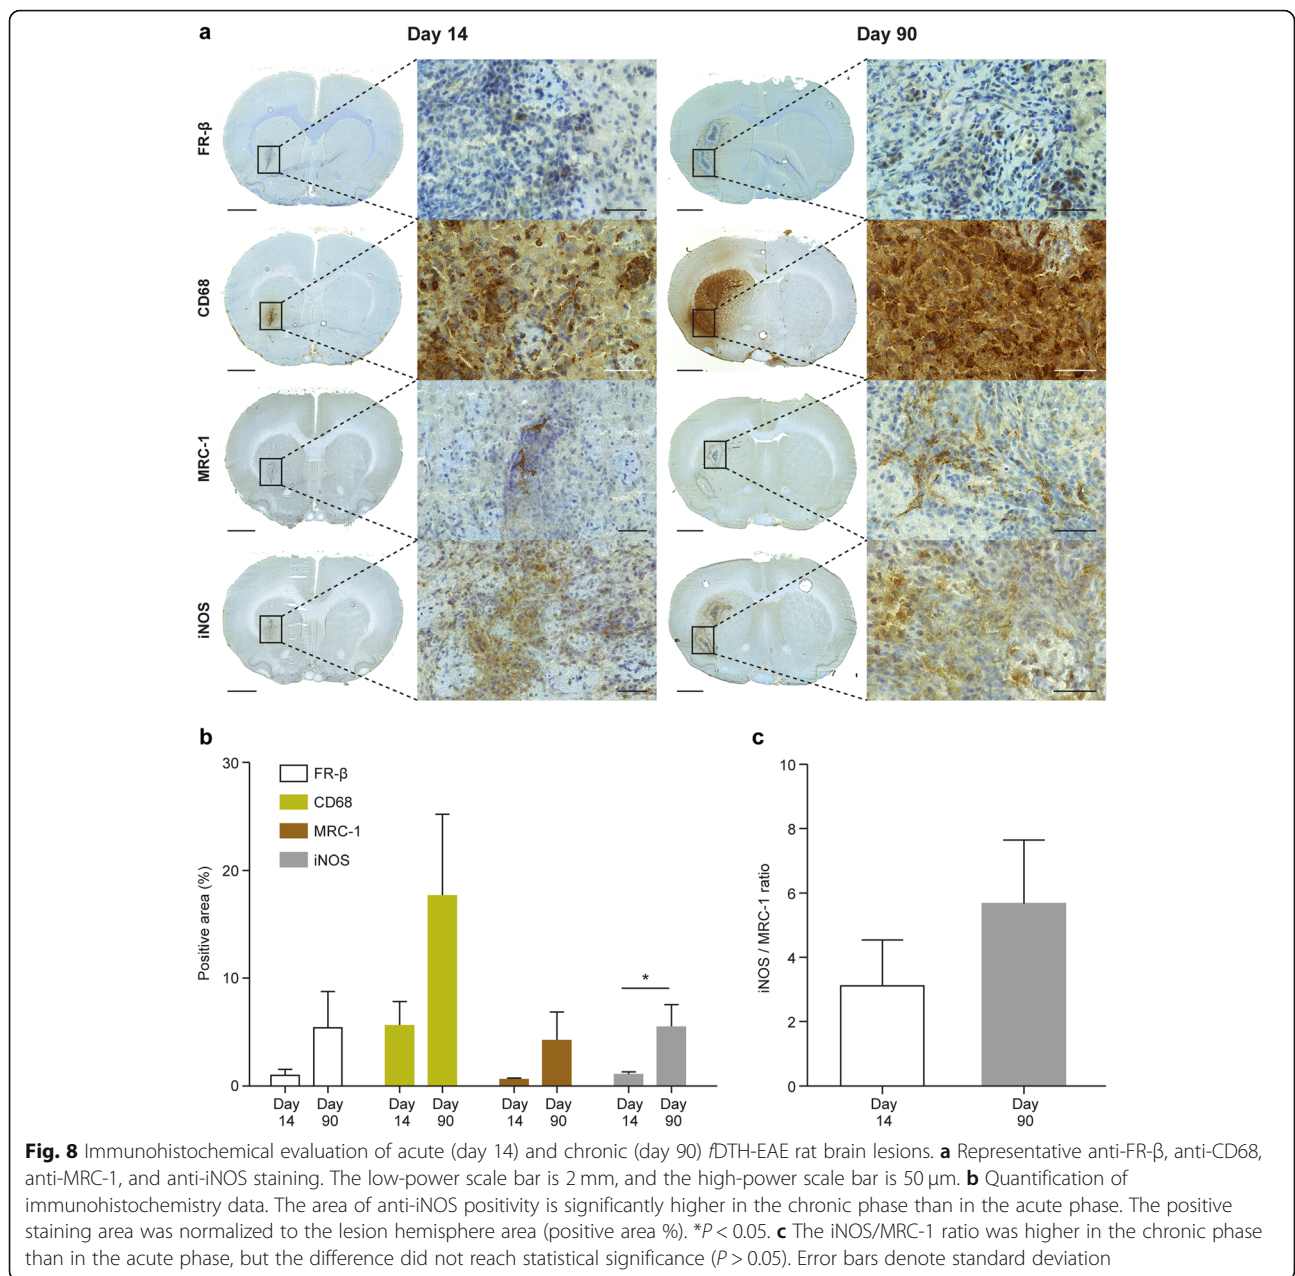 a
Day 14
Day 90
FR-β
CD68
MRC-1
iNOS
b
30
20
10
0
Positive area (%)
FR-β
CD68
MRC-1
iNOS
*
Day 14
Day 90
Day 14
Day 90
Day 14
Day 90
Day 14
Day 90
c
10
8
6
4
2
0
iNOS / MRC-1 ratio
Day 14
Day 90
Fig. 8 Immunohistochemical evaluation of acute (day 14) and chronic (day 90) fDTH-EAE rat brain lesions. a Representative anti-FR-β, anti-CD68,
anti-MRC-1, and anti-iNOS staining. The low-power scale bar is 2 mm, and the high-power scale bar is 50 μm. b Quantification of
immunohistochemistry data. The area of anti-iNOS positivity is significantly higher in the chronic phase than in the acute phase. The positive
staining area was normalized to the lesion hemisphere area (positive area %). *P < 0.05. c The iNOS/MRC-1 ratio was higher in the chronic phase
than in the acute phase, but the difference did not reach statistical significance (P > 0.05). Error bars denote standard deviation